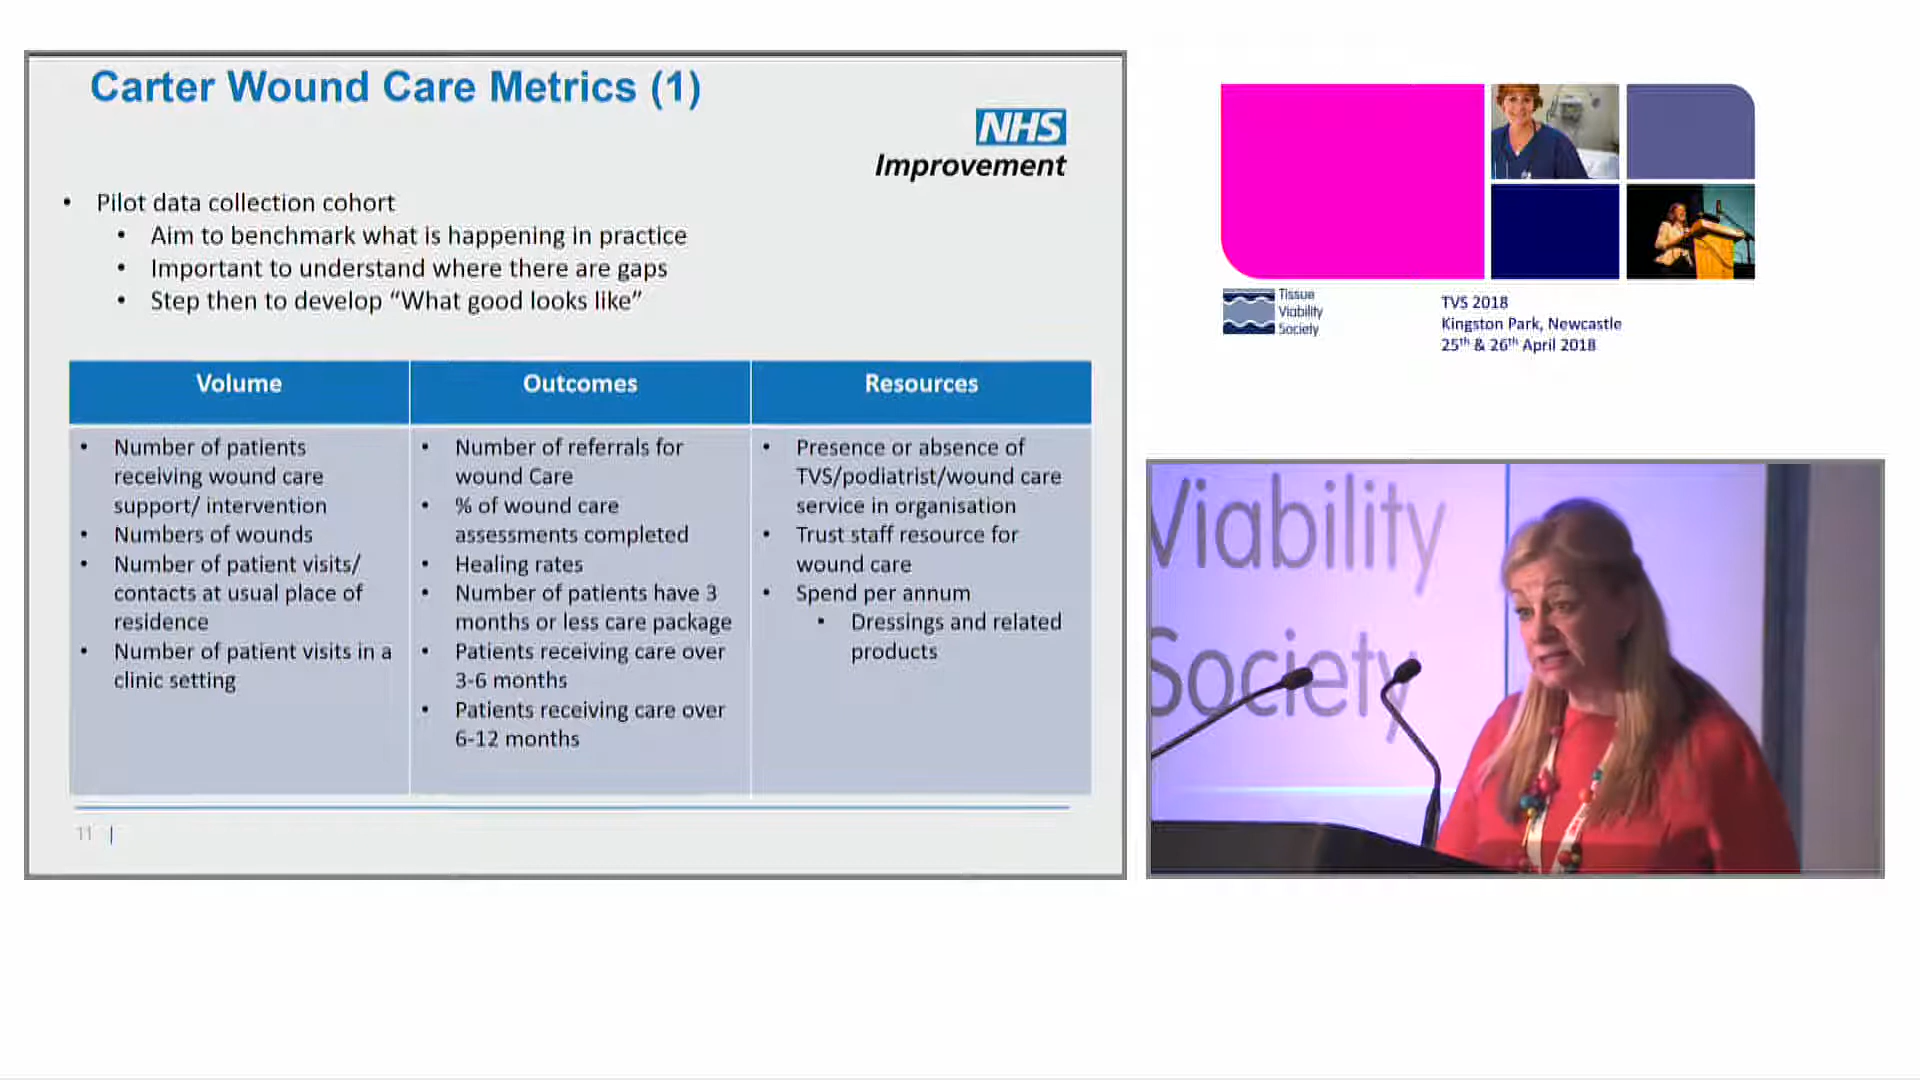 Carter Wound Care Metrics (1)
NHS
Improvement
• Pilot data collection cohort
• Aim to benchmark what is happening in practice
• Important to understand where there are gaps
• Step then to develop “What good looks like”
Volume
• Number of patients
receiving wound care
support/ intervention
• Numbers of wounds
• Number of patient visits/
contacts at usual place of
residence
• Number of patient visits in a
clinic setting
Outcomes
• Number of referrals for
wound Care
• % of wound care
assessments completed
• Healing rates
• Number of patients have 3
months or less care package
• Patients receiving care over
3-6 months
• Patients receiving care over
6-12 months
Resources
• Presence or absence of
TVS/podiatrist/wound care
service in organisation
• Trust staff resource for
wound care
• Spend per annum
• Dressings and related
products
11 |
Tissue
Viability
Society
TVS 2018
Kingston Park, Newcastle
25th & 26th April 2018
Viability
Society